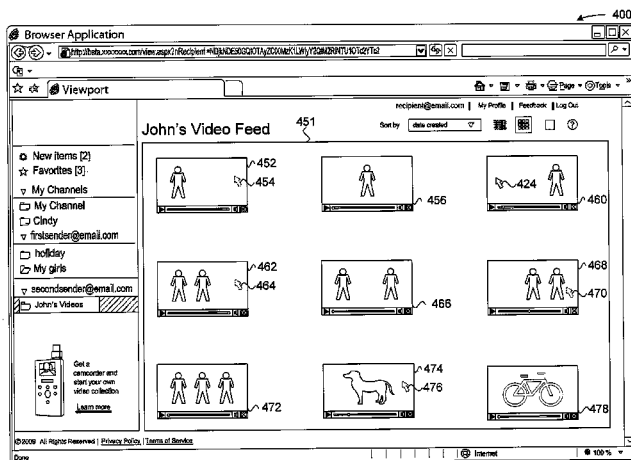 400
Browser Application
Viewport
Page
Tools
recipient@email.com | My Profile | Feedback | Log Out
John's Video Feed
451
Sort by
date created
New items [2]
Favorites [3]
My Channels
My Channel
Cindy
firstsender@email.com
holiday
My girls
secondsender@email.com
John's Videos
452
454
456
424
460
462
464
466
468
470
472
474
476
478
Get a
camcorder and
start your own
video collection
Learn more
©2009 All Rights Reserved | Privacy Policy | Terms of Service
Done
Internet
100 %